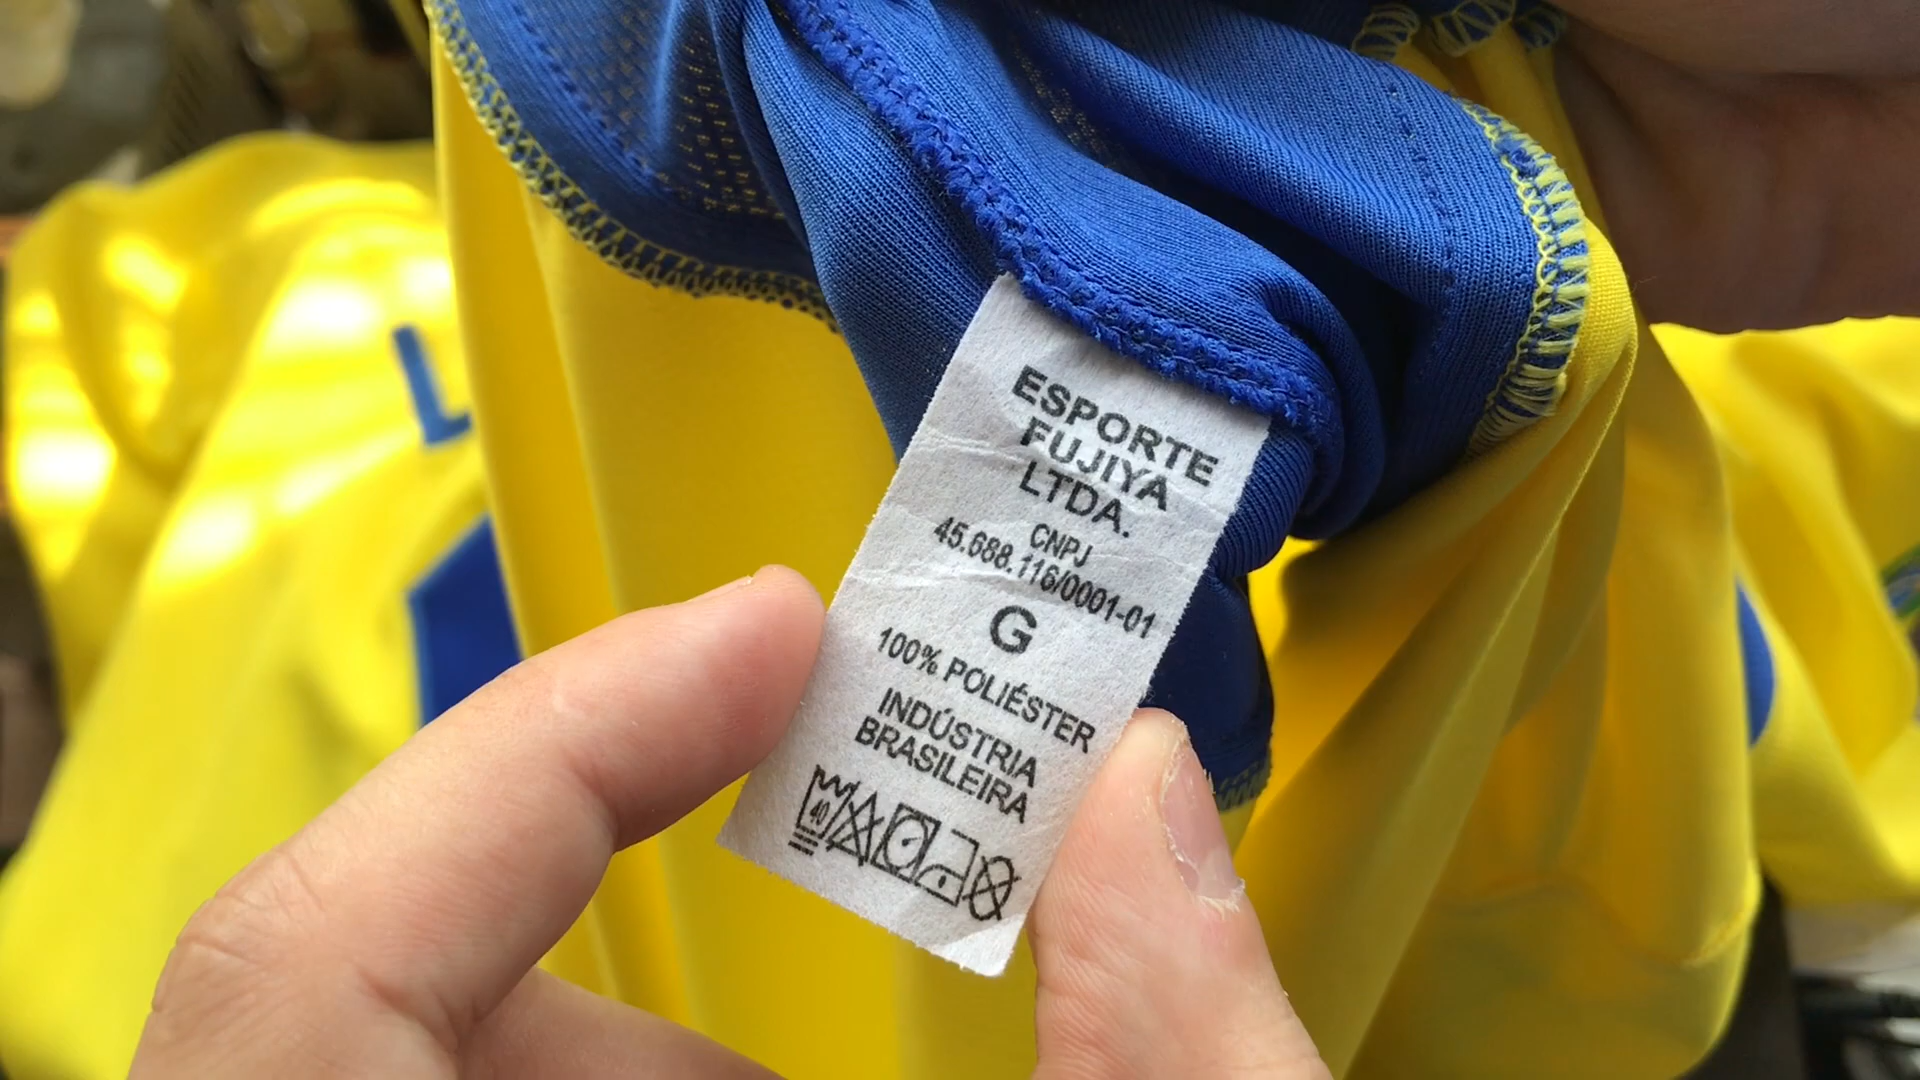 ESPORTE
FUJIYA
LTDA.
CNPJ
45.688.116/0001-01
G
100% POLIÉSTER
INDÚSTRIA
BRASILEIRA
40
L